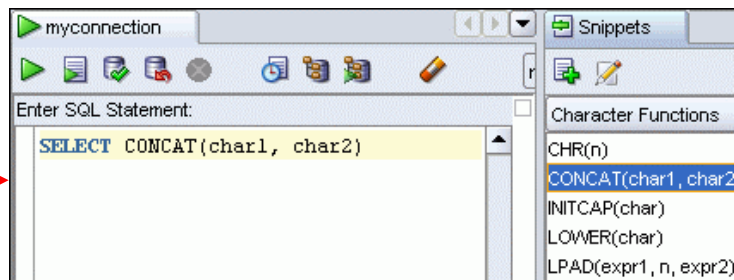 myconnection
Snippets
Enter SQL Statement:
SELECT CONCAT(char1, char2)
Character Functions
CHR(n)
CONCAT(char1, char2
INITCAP(char)
LOWER(char)
LPAD(expr1, n, expr2)